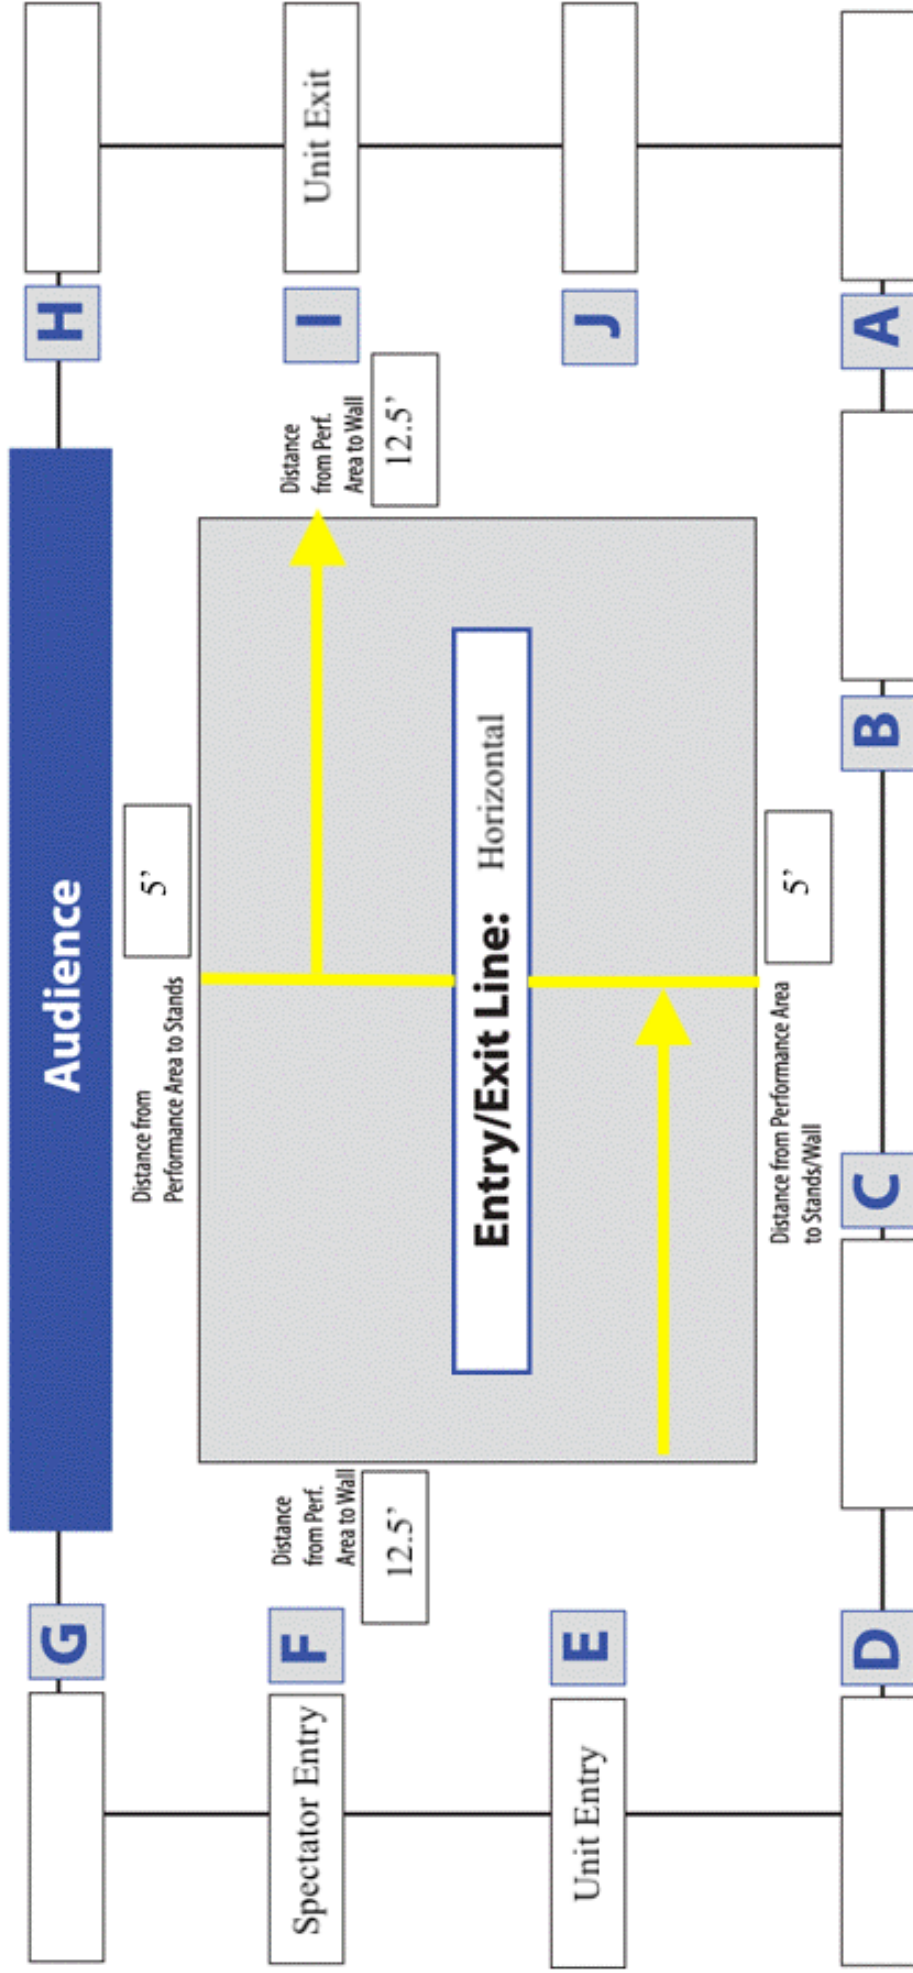 Audience
G
H
Distance from
Performance Area to Stands
5’
Spectator Entry
F
Distance
from Perf.
Area to Wall
12.5’
Distance
from Perf.
Area to Wall
12.5’
I
Unit Exit
Entry/Exit Line: Horizontal
Unit Entry
E
J
Distance from Performance Area
to Stands/Wall
5’
D
C
B
A